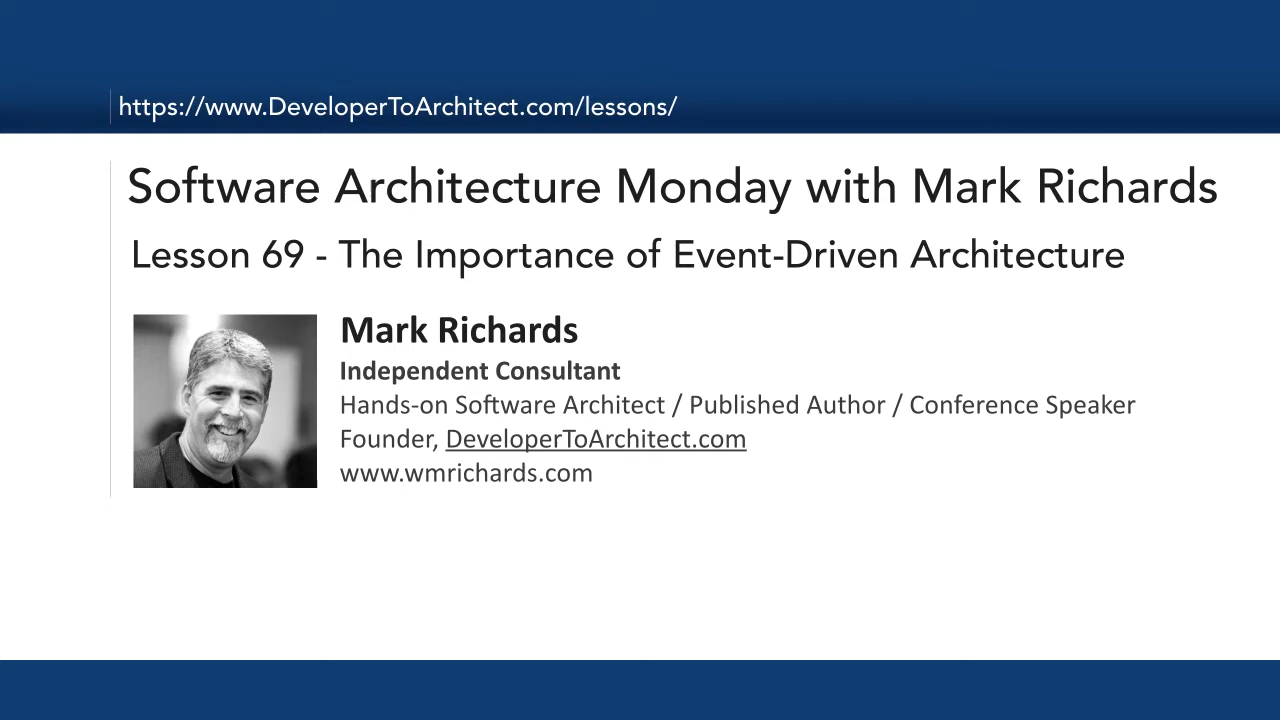 https://www.DeveloperToArchitect.com/lessons/
Software Architecture Monday with Mark Richards
Lesson 69 - The Importance of Event-Driven Architecture
Mark Richards
Independent Consultant
Hands-on Software Architect / Published Author / Conference Speaker
Founder, DeveloperToArchitect.com
www.wmrichards.com